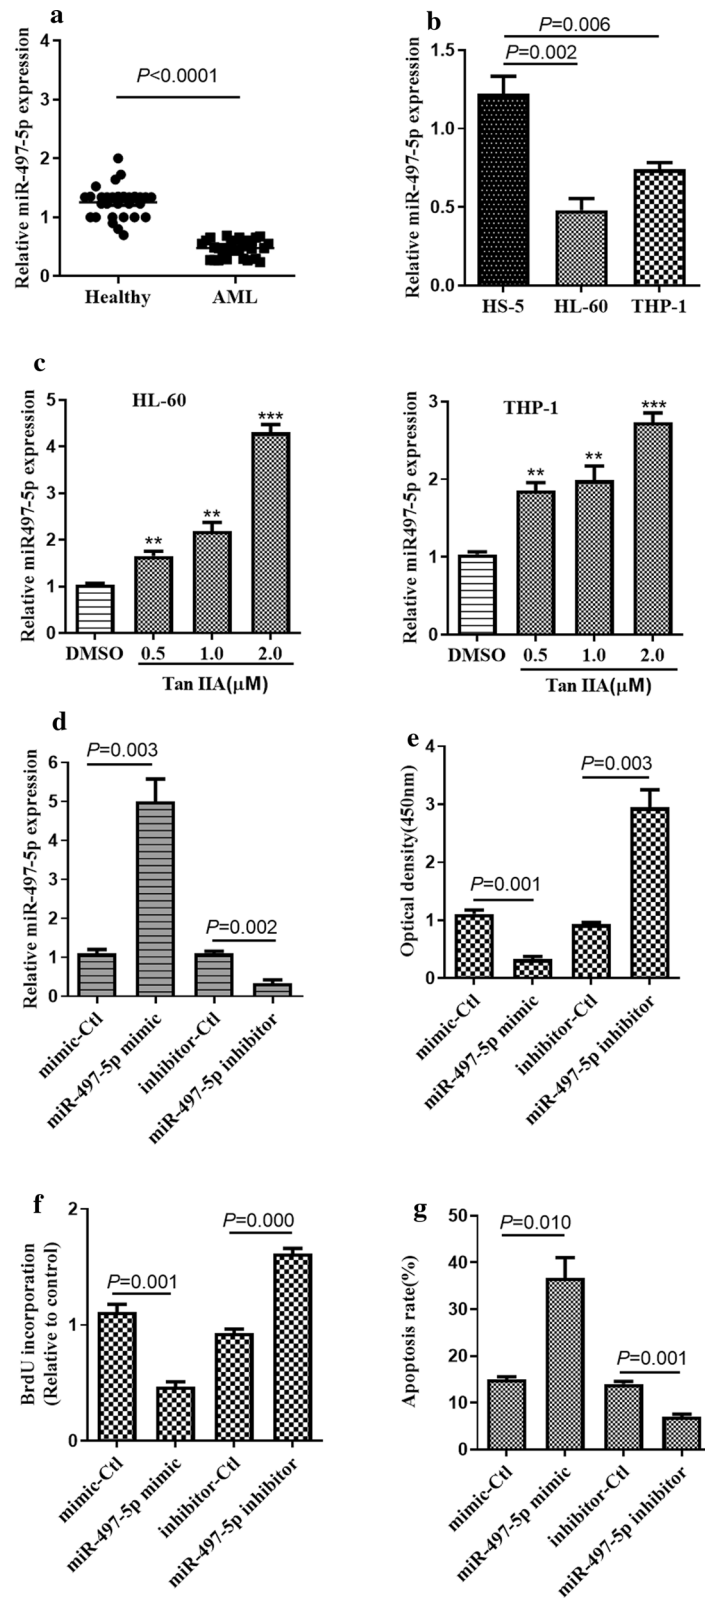 a
Relative miR-497-5p expression
4
3
2
1
0
P<0.0001
Healthy AML
b
Relative miR-497-5p expression
1.5
1.0
0.5
0.0
P=0.006
P=0.002
HS-5 HL-60 THP-1
c
Relative miR497-5p expression
5
4
3
2
1
0
HL-60
**
**
***
DMSO 0.5 1.0 2.0
Tan IIA(μM)
Relative miR497-5p expression
3
2
1
0
THP-1
**
**
***
DMSO 0.5 1.0 2.0
Tan IIA(μM)
d
Relative miR-497-5p expression
6
5
4
3
2
1
0
P=0.003
P=0.002
mimic-Ctl
miR-497-5p mimic
inhibitor-Ctl
miR-497-5p inhibitor
e
Optical density(450nm)
4
3
2
1
0
P=0.001
P=0.003
mimic-Ctl
miR-497-5p mimic
inhibitor-Ctl
miR-497-5p inhibitor
f
BrdU incorporation
(Relative to control)
2
1
0
P=0.001
P=0.000
mimic-Ctl
miR-497-5p mimic
inhibitor-Ctl
miR-497-5p inhibitor
g
Apoptosis rate(%)
50
40
30
20
10
0
P=0.010
P=0.001
mimic-Ctl
miR-497-5p mimic
inhibitor-Ctl
miR-497-5p inhibitor